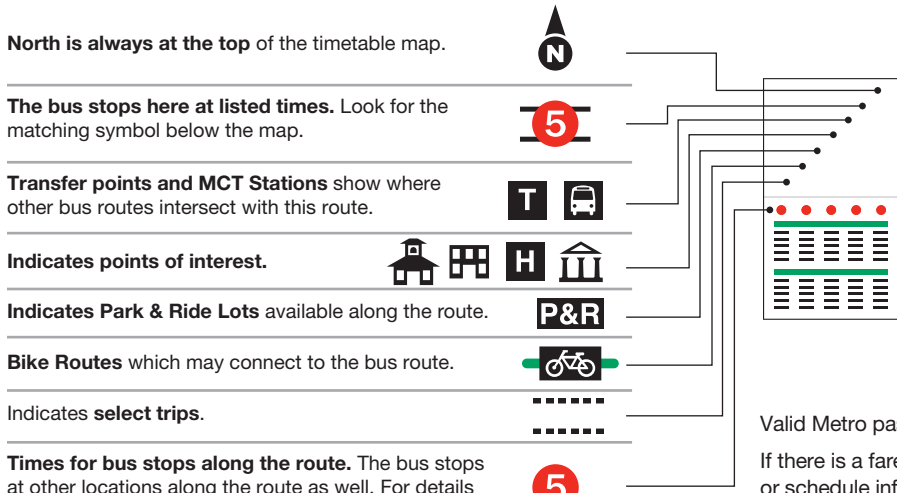 North is always at the top of the timetable map.
N
The bus stops here at listed times. Look for the
matching symbol below the map.
5
Transfer points and MCT Stations show where
other bus routes intersect with this route.
T
Indicates points of interest.
H
Indicates Park & Ride Lots available along the route.
P&R
Bike Routes which may connect to the bus route.
Indicates select trips.
Times for bus stops along the route. The bus stops
at other locations along the route as well. For details
5
Valid Metro pas
If there is a fare
or schedule inf